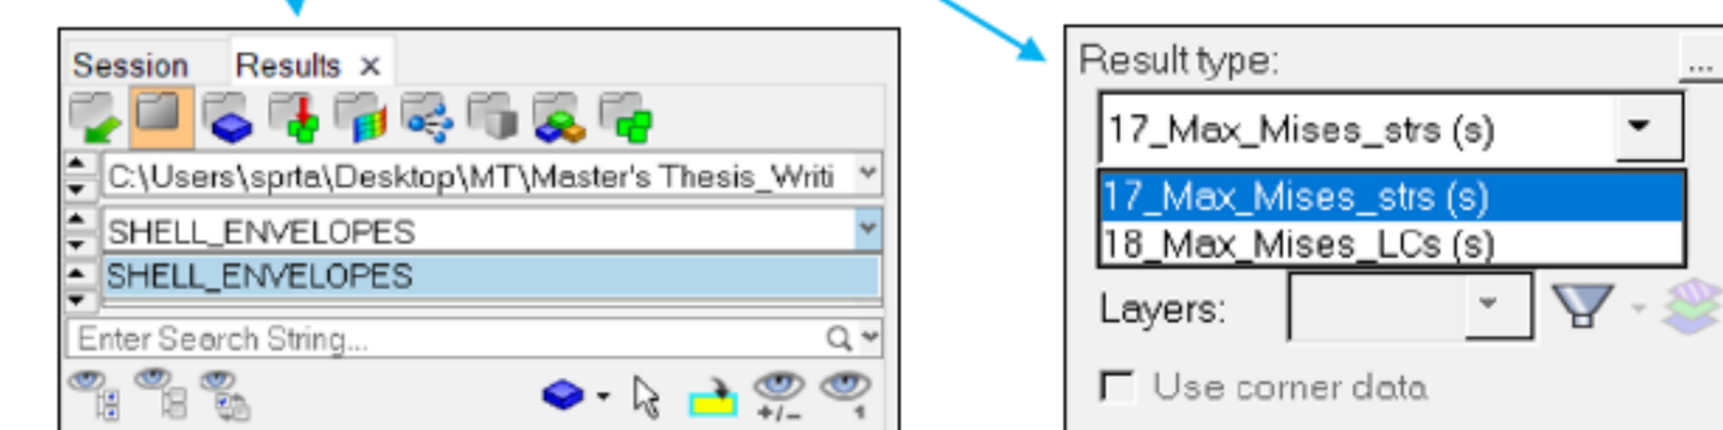 Session Results ×
C:\Users\sprta\Desktop\MT\Master's Thesis_Writi
SHELL_ENVELOPES
SHELL_ENVELOPES
Enter Search String...
+/− 1
Result type: ...
17_Max_Mises_strs (s)
17_Max_Mises_strs (s)
18_Max_Mises_LCs (s)
Layers:
Use corner data